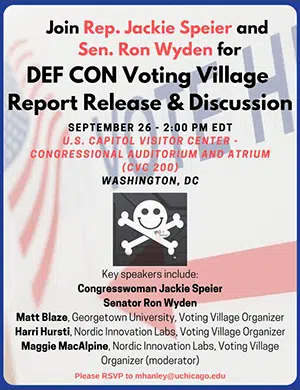 Join Rep. Jackie Speier and
Sen. Ron Wyden for
DEF CON Voting Village
Report Release & Discussion
SEPTEMBER 26 - 2:00 PM EDT
U.S. CAPITOL VISITOR CENTER -
CONGRESSIONAL AUDITORIUM AND ATRIUM
(CVC 200)
WASHINGTON, DC
Key speakers include:
Congresswoman Jackie Speier
Senator Ron Wyden
Matt Blaze, Georgetown University, Voting Village Organizer
Harri Hursti, Nordic Innovation Labs, Voting Village Organizer
Maggie MacAlpine, Nordic Innovation Labs, Voting Village
Organizer (moderator)
Please RSVP to mhanley@uchicago.edu
VOTE H